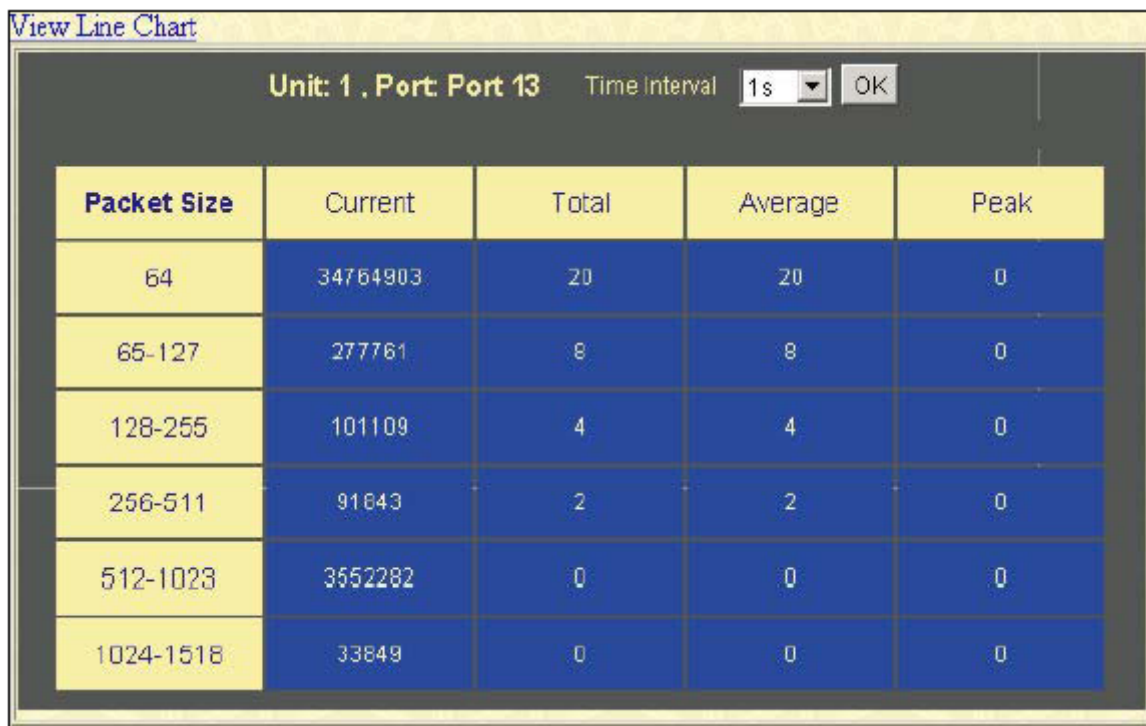 View Line Chart
Unit: 1 , Port: Port 13 Time Interval 1s OK
Packet Size Current Total Average Peak
64 34764903 20 20 0
65-127 277761 8 8 0
128-255 101109 4 4 0
256-511 91843 2 2 0
512-1023 3552282 0 0 0
1024-1518 33849 0 0 0